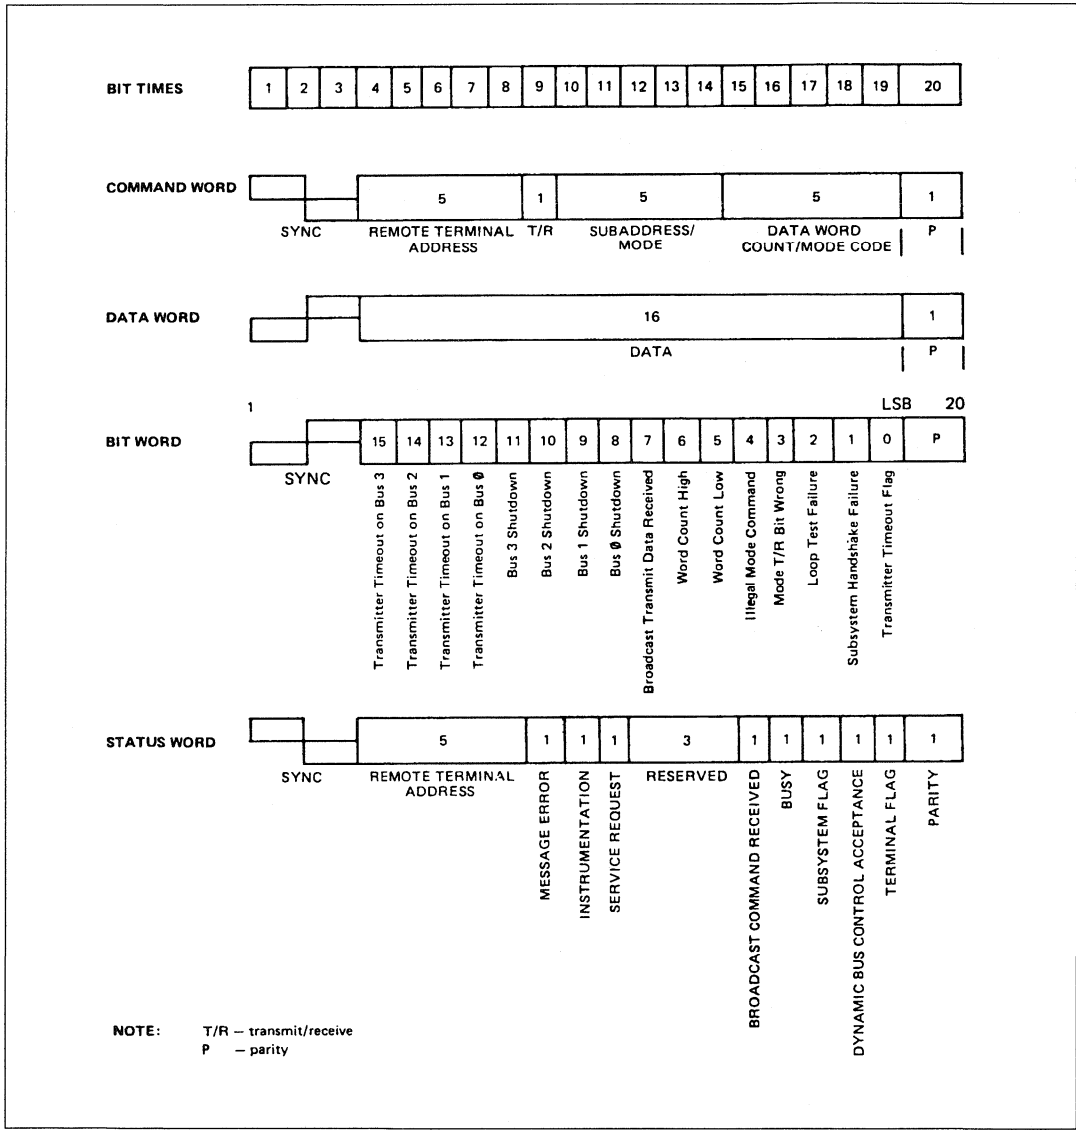 BIT TIMES 1 2 3 4 5 6 7 8 9 10 11 12 13 14 15 16 17 18 19 20
COMMAND WORD 5 1 5 5 1
SYNC REMOTE TERMINAL T/R SUBADDRESS/ DATA WORD P
ADDRESS MODE COUNT/MODE CODE
DATA WORD 16 1
DATA P
1 LSB 20
BIT WORD 15 14 13 12 11 10 9 8 7 6 5 4 3 2 1 0 P
SYNC
Transmitter Timeout on Bus 3
Transmitter Timeout on Bus 2
Transmitter Timeout on Bus 1
Transmitter Timeout on Bus Ø
Bus 3 Shutdown
Bus 2 Shutdown
Bus 1 Shutdown
Bus Ø Shutdown
Broadcast Transmit Data Received
Word Count High
Word Count Low
Illegal Mode Command
Mode T/R Bit Wrong
Loop Test Failure
Subsystem Handshake Failure
Transmitter Timeout Flag
STATUS WORD 5 1 1 1 3 1 1 1 1 1 1
SYNC REMOTE TERMINAL RESERVED
ADDRESS
MESSAGE ERROR
INSTRUMENTATION
SERVICE REQUEST
BROADCAST COMMAND RECEIVED
BUSY
SUBSYSTEM FLAG
DYNAMIC BUS CONTROL ACCEPTANCE
TERMINAL FLAG
PARITY
NOTE: T/R – transmit/receive
P – parity